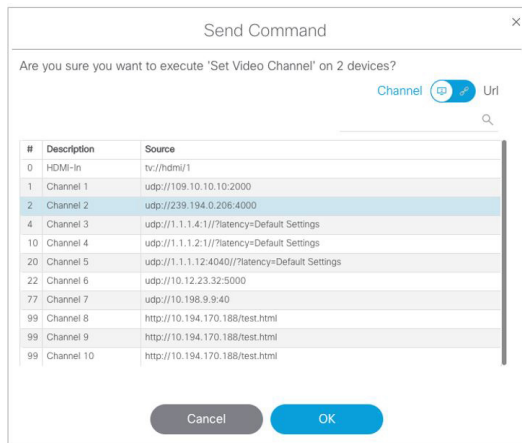 Send Command
×
Are you sure you want to execute 'Set Video Channel' on 2 devices?
Channel Url
# Description Source
0 HDMI-In tv://hdmi/1
1 Channel 1 udp://109.10.10.10:2000
2 Channel 2 udp://239.194.0.206:4000
4 Channel 3 udp://1.1.1.4:1//?latency=Default Settings
10 Channel 4 udp://1.1.1.2:1//?latency=Default Settings
20 Channel 5 udp://1.1.1.12:4040//?latency=Default Settings
22 Channel 6 udp://10.12.23.32:5000
77 Channel 7 udp://10.198.9.9:40
99 Channel 8 http://10.194.170.188/test.html
99 Channel 9 http://10.194.170.188/test.html
99 Channel 10 http://10.194.170.188/test.html
Cancel OK